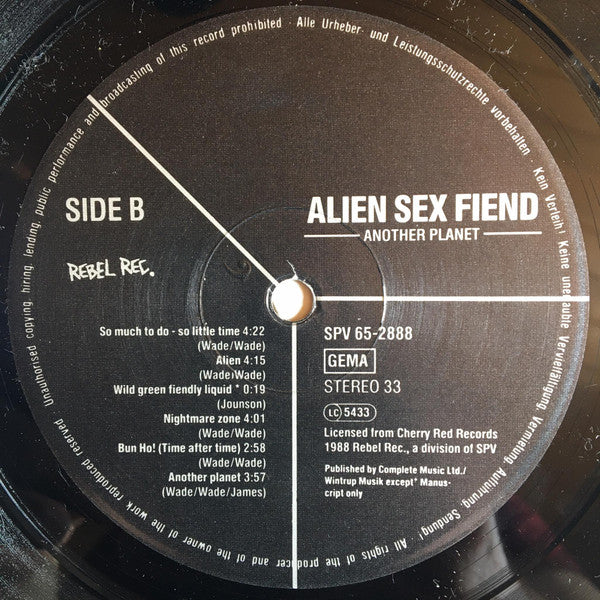 Unauthorised copying, hiring, lending, public performance and broadcasting of this record prohibited · Alle Urheber- und Leistungsschutzrechte vorbehalten · Kein Verleih! Keine unerlaubte Vervielfältigung, Vermietung, Aufführung, Sendung! · All rights of the producer and of the owner of the work reproduced reserved
SIDE B
REBEL REC.
ALIEN SEX FIEND
ANOTHER PLANET
So much to do - so little time 4:22
(Wade/Wade)
Alien 4:15
(Wade/Wade)
Wild green fiendly liquid * 0:19
(Jounson)
Nightmare zone 4:01
(Wade/Wade)
Bun Ho! (Time after time) 2:58
(Wade/Wade)
Another planet 3:57
(Wade/Wade/James)
SPV 65-2888
GEMA
STEREO 33
LC 5433
Licensed from Cherry Red Records
1988 Rebel Rec., a division of SPV
Published by Complete Music Ltd./
Wintrup Musik except* Manus-
cript only